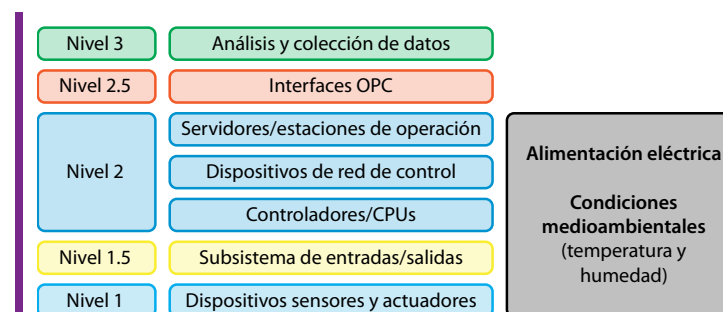 Nivel 3
Análisis y colección de datos
Nivel 2.5
Interfaces OPC
Nivel 2
Servidores/estaciones de operación
Dispositivos de red de control
Controladores/CPUs
Nivel 1.5
Subsistema de entradas/salidas
Nivel 1
Dispositivos sensores y actuadores
Alimentación eléctrica
Condiciones
medioambientales
(temperatura y
humedad)